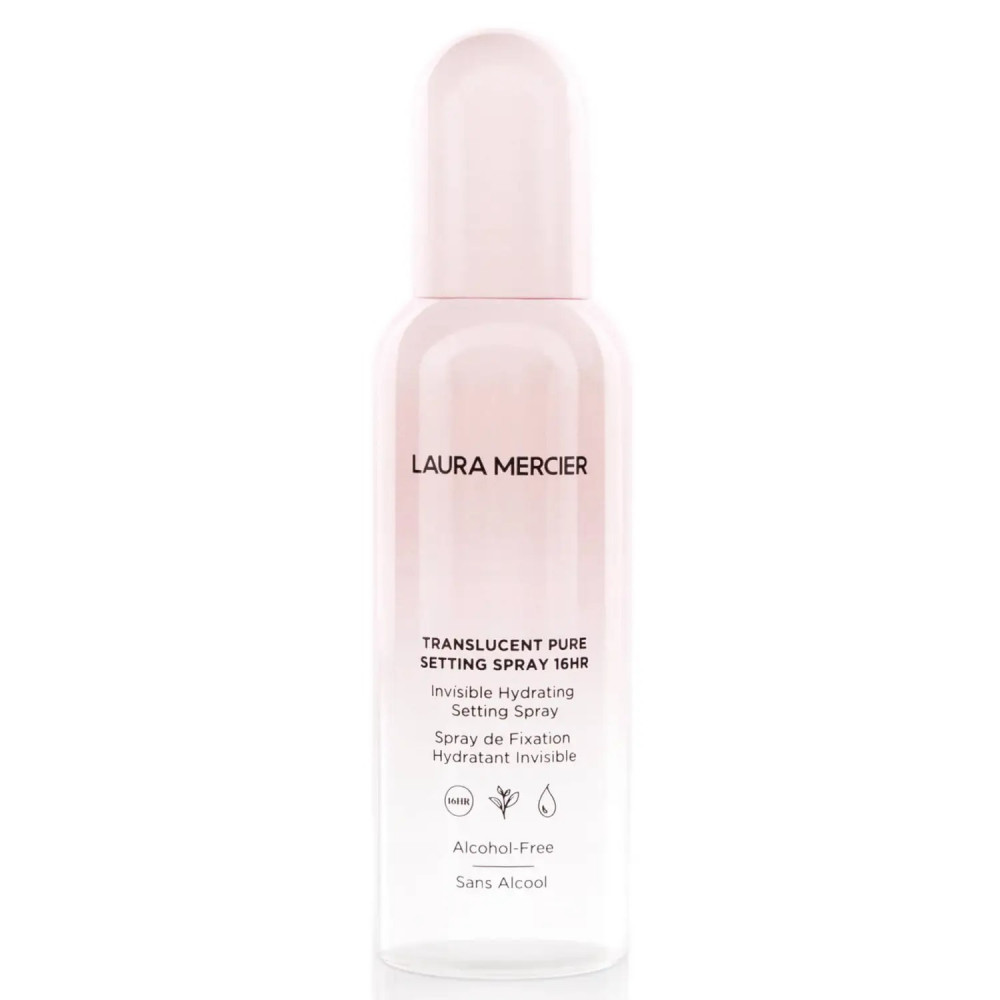 LAURA MERCIER
TRANSLUCENT PURE
SETTING SPRAY 16HR
Invisible Hydrating
Setting Spray
Spray de Fixation
Hydratant Invisible
16HR
Alcohol-Free
Sans Alcool